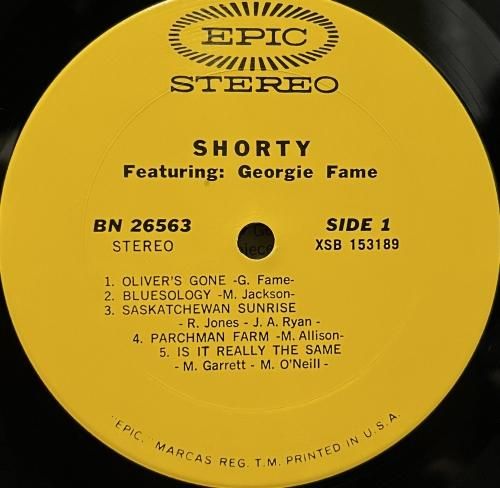 EPIC
STEREO
SHORTY
Featuring: Georgie Fame
BN 26563
STEREO
SIDE 1
XSB 153189
1. OLIVER'S GONE -G. Fame-
2. BLUESOLOGY -M. Jackson-
3. SASKATCHEWAN SUNRISE
- R. Jones - J. A. Ryan -
4. PARCHMAN FARM -M. Allison-
5. IS IT REALLY THE SAME
- M. Garrett - M. O'Neill -
"EPIC," MARCAS REG. T.M. PRINTED IN U.S.A.